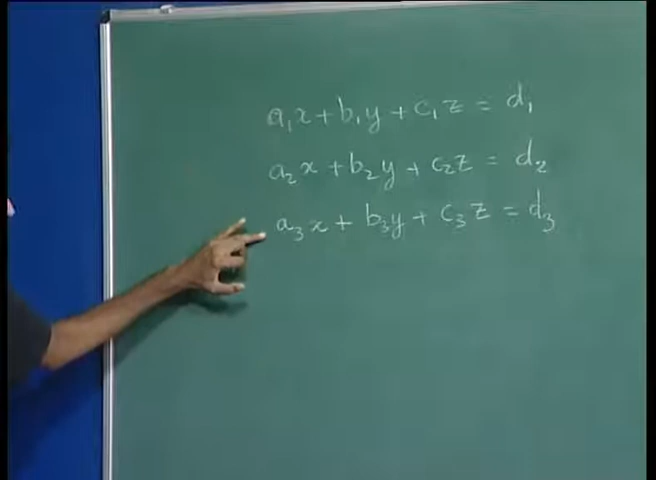 a₁x + b₁y + c₁z = d₁
a₂x + b₂y + c₂z = d₂
a₃x + b₃y + c₃z = d₃